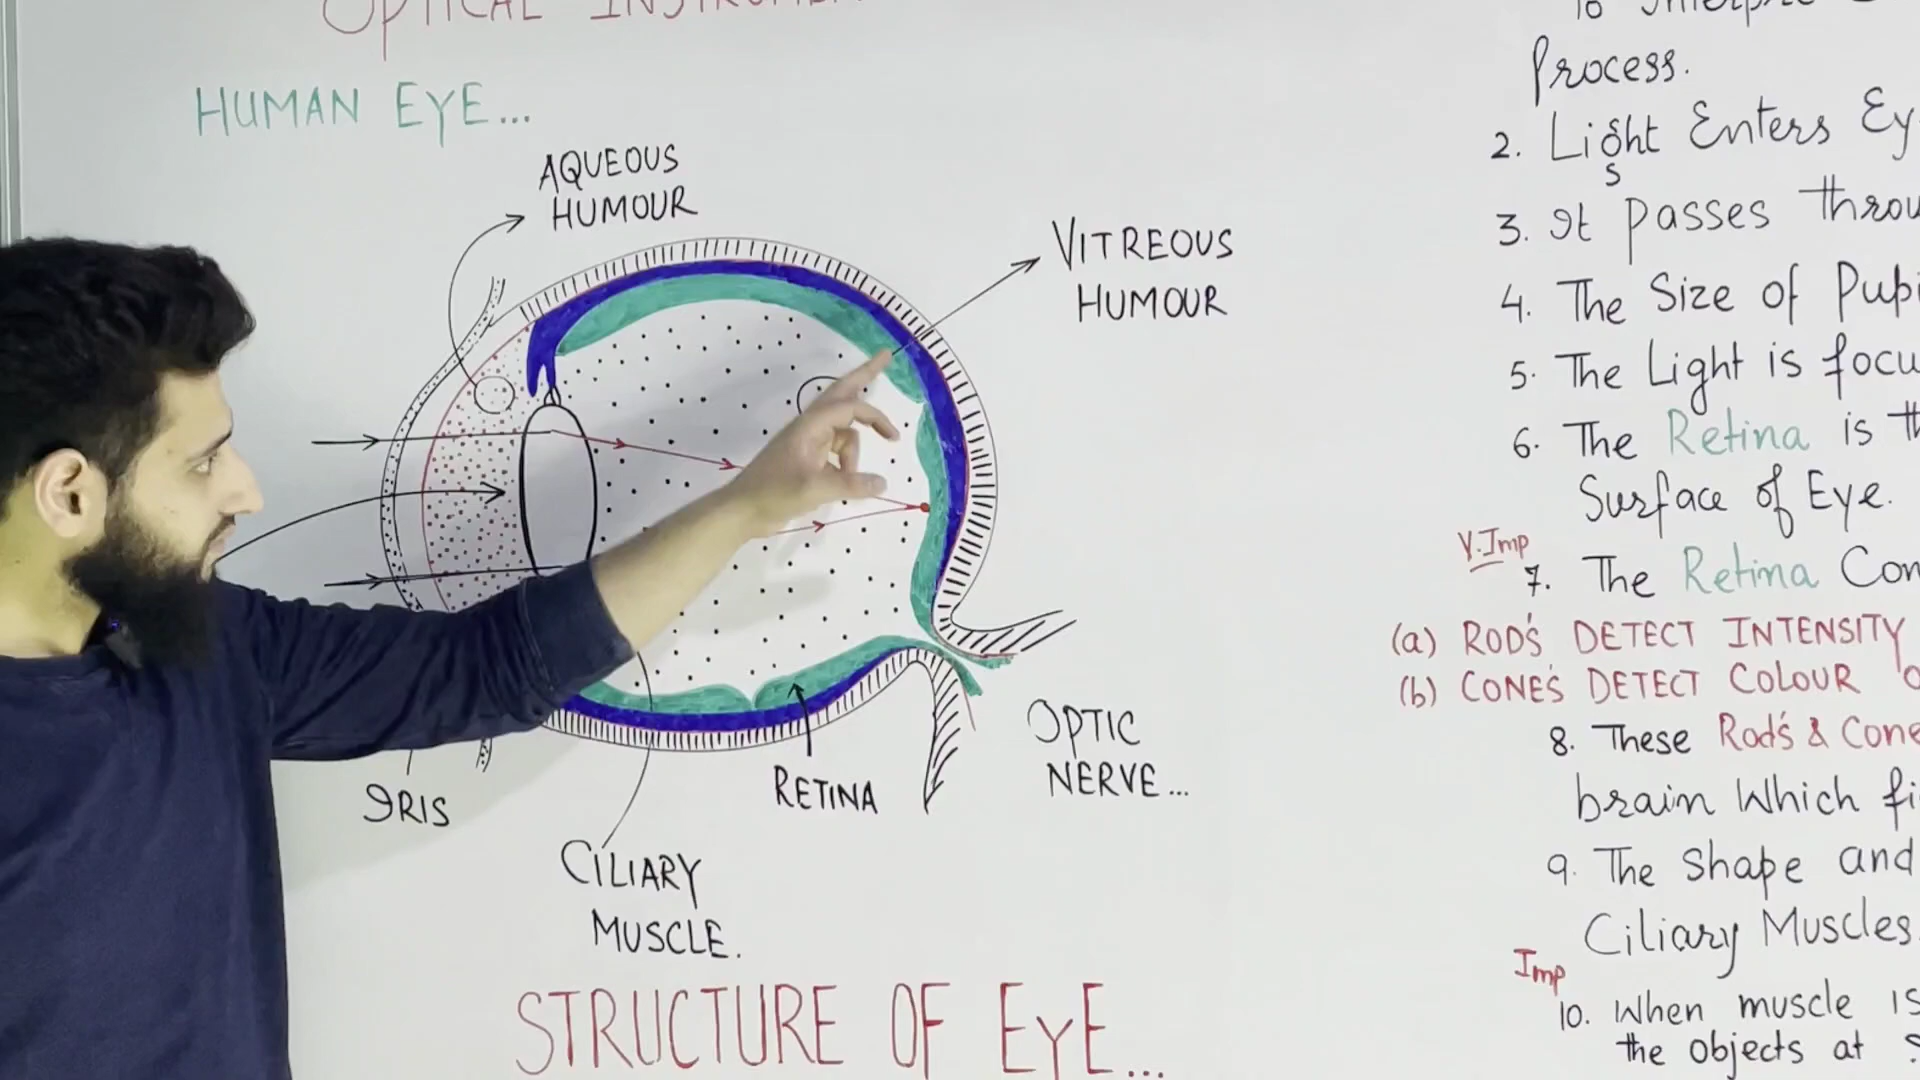 OPTICAL
HUMAN EYE...
AQUEOUS
HUMOUR
VITREOUS
HUMOUR
IRIS
CILIARY
MUSCLE.
RETINA
OPTIC
NERVE...
STRUCTURE OF EYE...
Process.
2. Light Enters
3. It Passes
4. The Size of
5. The Light is
6. The Retina is
Surface of Eye.
V.Imp
7. The Retina
(a) ROD'S DETECT INTENSITY
(b) CONE'S DETECT COLOUR
8. These Rod's &
brain Which
9. The Shape and
Ciliary Muscles
Imp
10. When muscle
the objects at